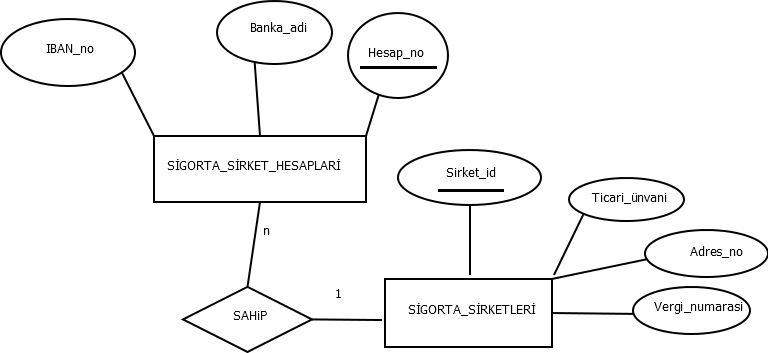 Banka_adi
IBAN_no
Hesap_no
SİGORTA_SİRKET_HESAPLARİ
Sirket_id
Ticari_ünvani
n
Adres_no
1
Vergi_numarasi
SİGORTA_SİRKETLERİ
SAHiP